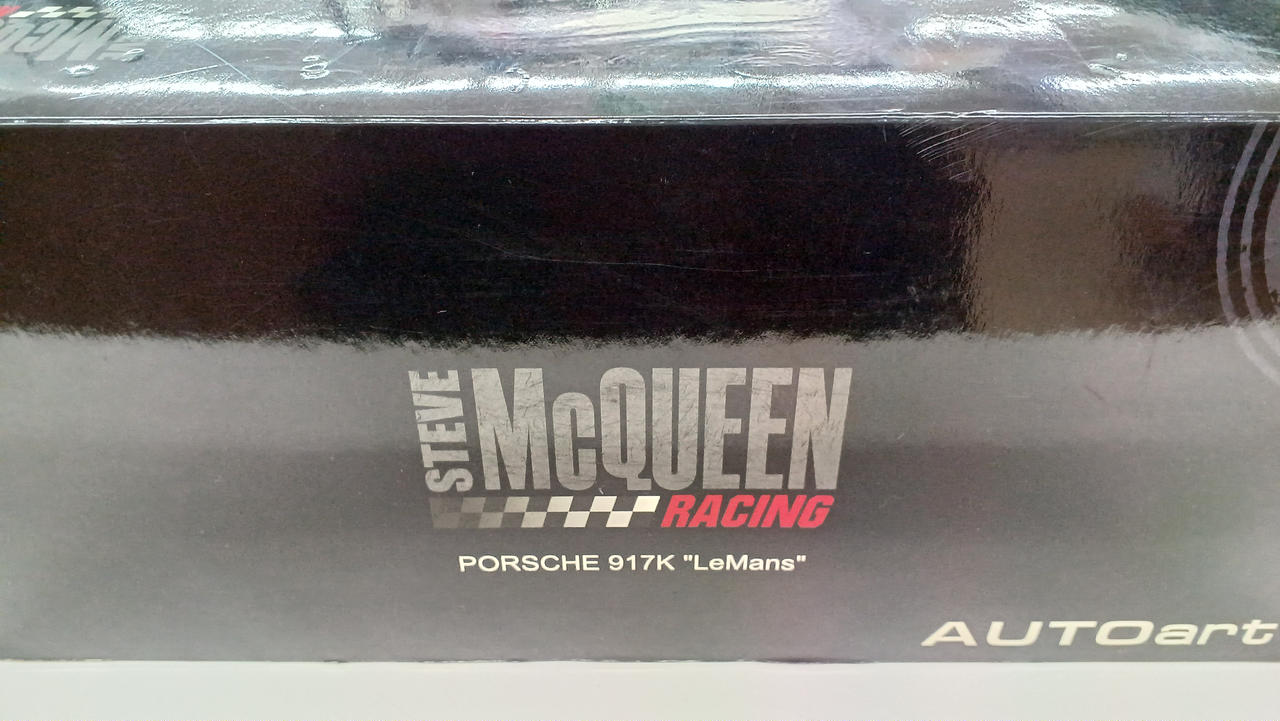 STEVE
McQUEEN
RACING
PORSCHE 917K "LeMans"
AUTOart